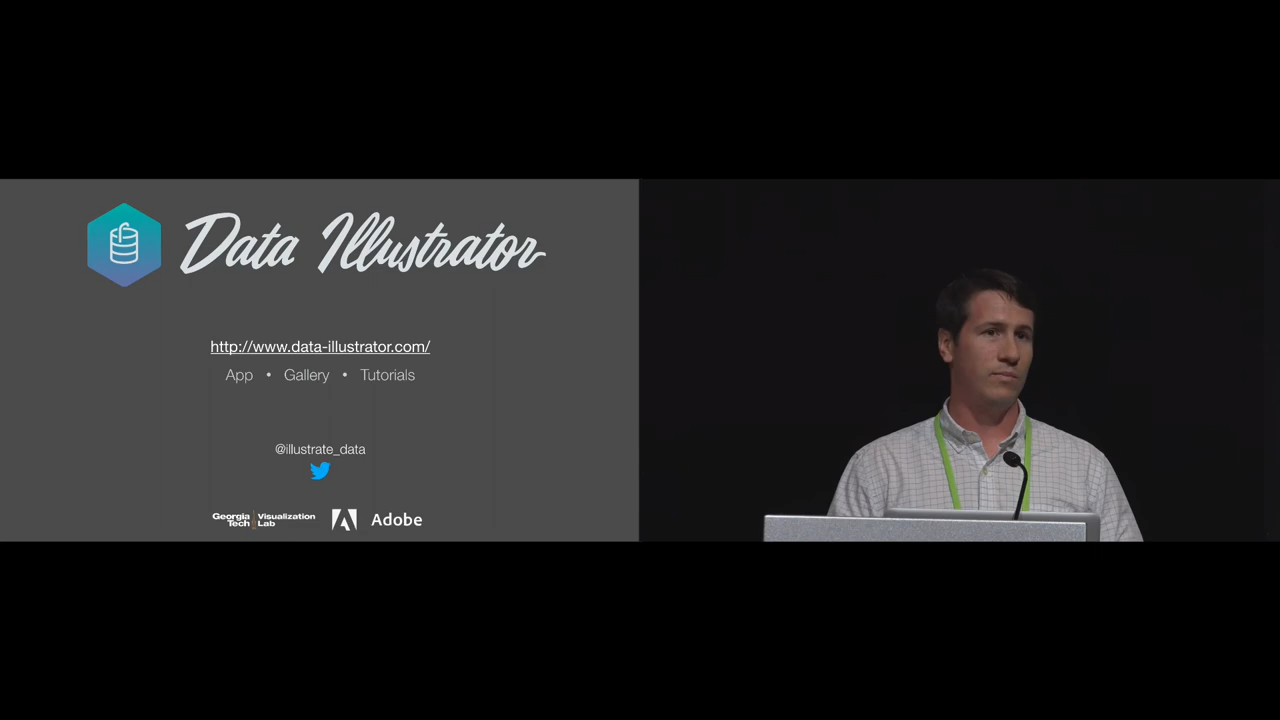 Data Illustrator
http://www.data-illustrator.com/
App • Gallery • Tutorials
@illustrate_data
Georgia Tech Visualization Lab
Adobe